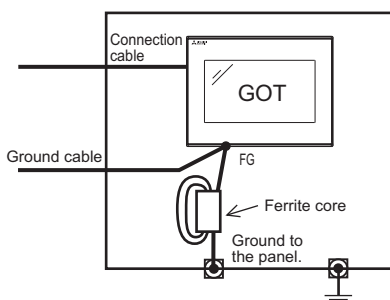 Connection
cable
GOT
Ground cable
FG
Ferrite core
Ground to
the panel.